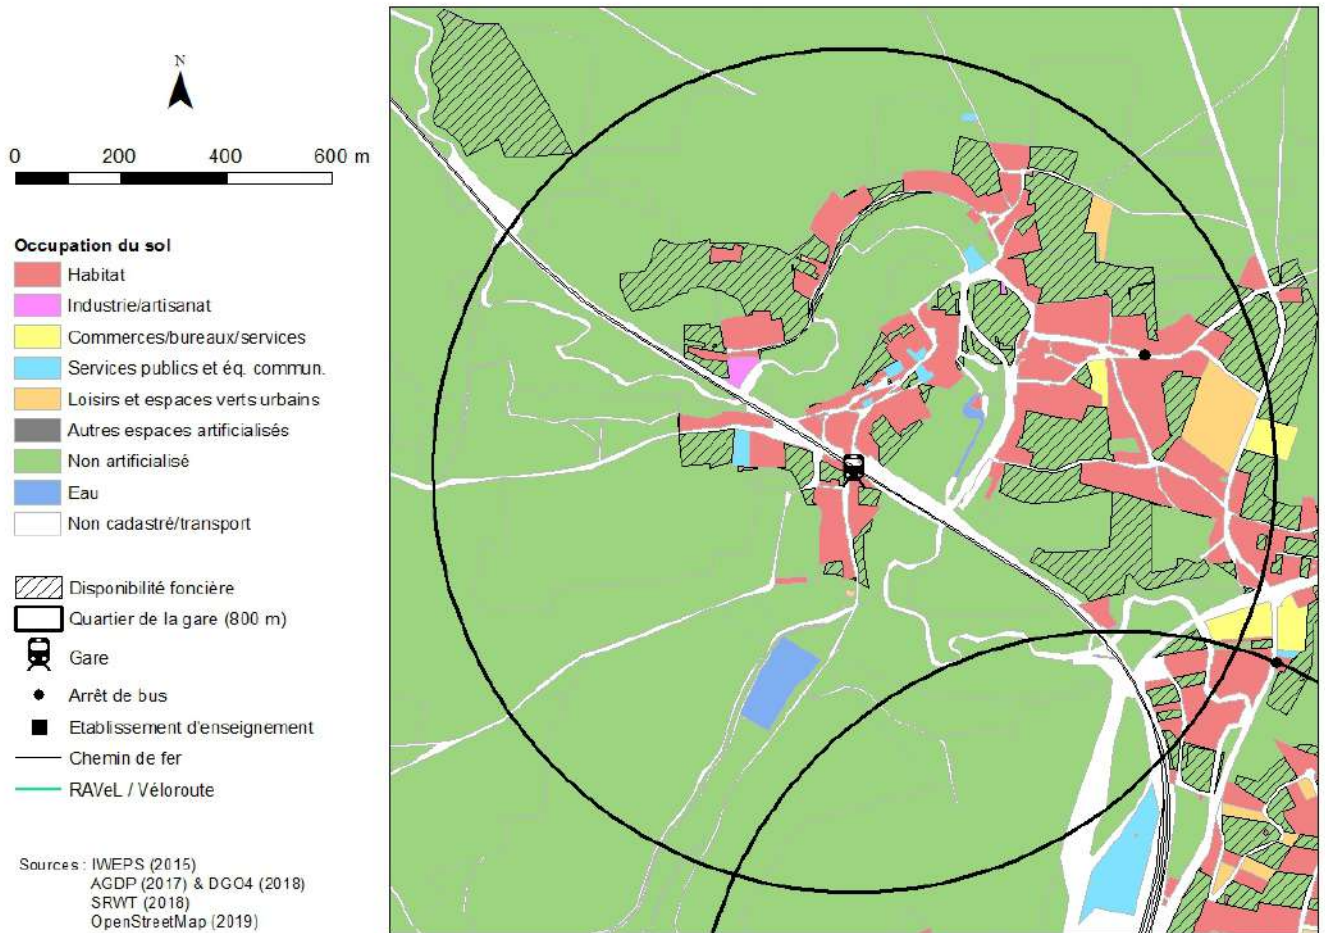 N
0 200 400 600 m
Occupation du sol
Habitat
Industrie/artisanat
Commerces/bureaux/services
Services publics et éq. commun.
Loisirs et espaces verts urbains
Autres espaces artificialisés
Non artificialisé
Eau
Non cadastré/transport
Disponibilité foncière
Quartier de la gare (800 m)
Gare
Arrêt de bus
Etablissement d'enseignement
Chemin de fer
RAVeL / Véloroute
Sources : IWEPS (2015)
AGDP (2017) & DGO4 (2018)
SRWT (2018)
OpenStreetMap (2019)